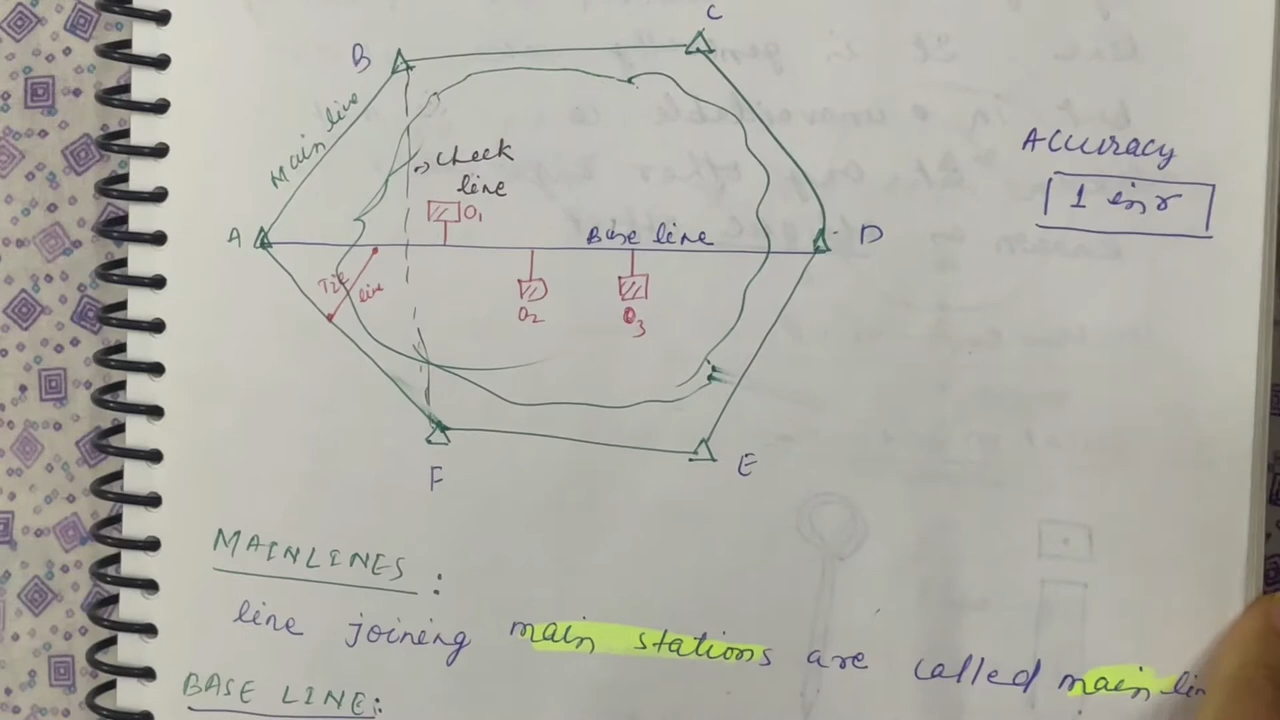 C
B
Main line
Check
line
ACCURACY
1 in r
O1
A
Base line
D
Tie
line
O2
O3
F
E
MAINLINES :
line joining main stations are called main lin
BASE LINE: